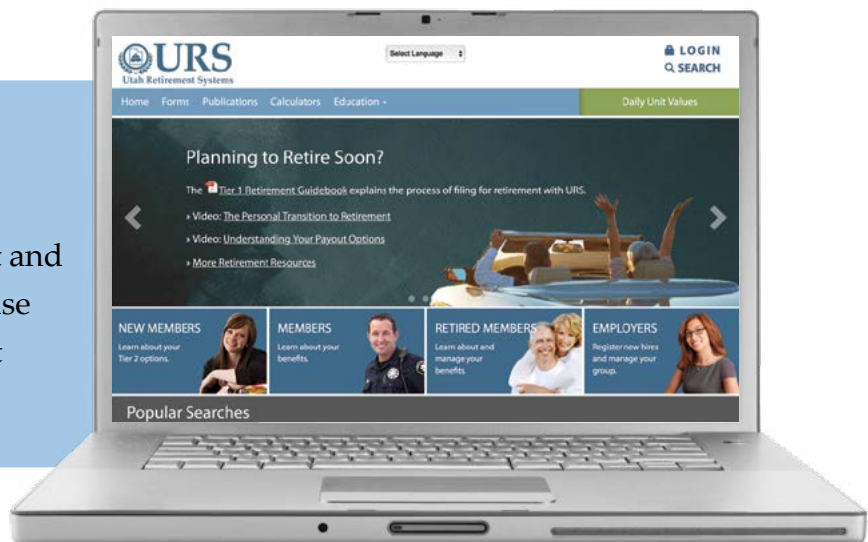 URS
Utah Retirement Systems
Select Language
LOGIN
SEARCH
Home Forms Publications Calculators Education
Daily Unit Values
Planning to Retire Soon?
The Tier 1 Retirement Guidebook explains the process of filing for retirement with URS.
› Video: The Personal Transition to Retirement
› Video: Understanding Your Payout Options
› More Retirement Resources
and
NEW MEMBERS
Learn about your
Tier 2 options.
MEMBERS
Learn about your
benefits.
RETIRED MEMBERS
Learn about and
manage your
benefits.
EMPLOYERS
Register new hires
and manage your
group.
Popular Searches